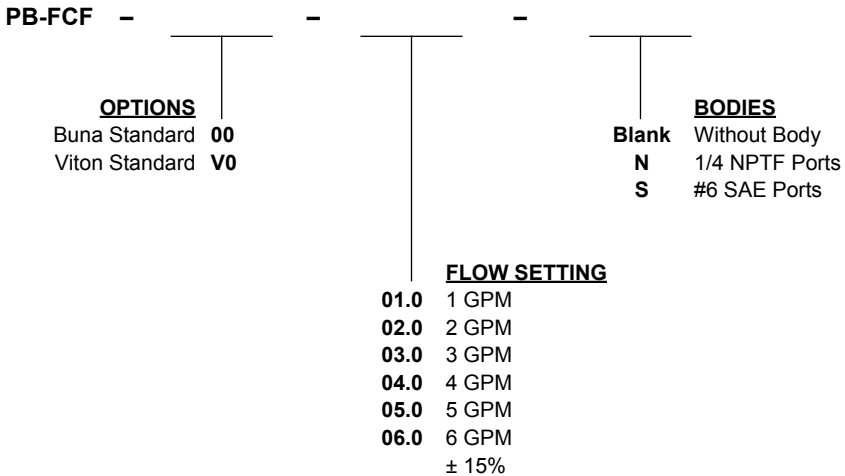 PB-FCF – – –
OPTIONS
Buna Standard 00
Viton Standard V0
BODIES
Blank Without Body
N 1/4 NPTF Ports
S #6 SAE Ports
FLOW SETTING
01.0 1 GPM
02.0 2 GPM
03.0 3 GPM
04.0 4 GPM
05.0 5 GPM
06.0 6 GPM
± 15%